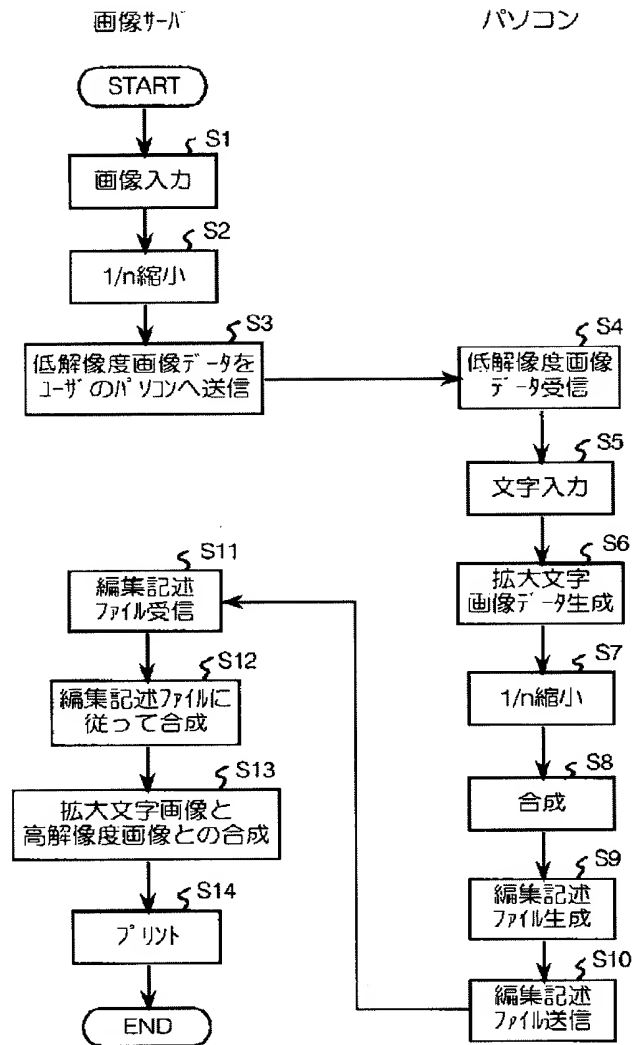 画像サーバ
パソコン
START
S1
画像入力
S2
1/n縮小
S3
低解像度画像データを
ユーザのパソコンへ送信
S4
低解像度画像
データ受信
S5
文字入力
S6
拡大文字
画像データ生成
S7
1/n縮小
S8
合成
S9
編集記述
ファイル生成
S10
編集記述
ファイル送信
S11
編集記述
ファイル受信
S12
編集記述ファイルに
従って合成
S13
拡大文字画像と
高解像度画像との合成
S14
プリント
END